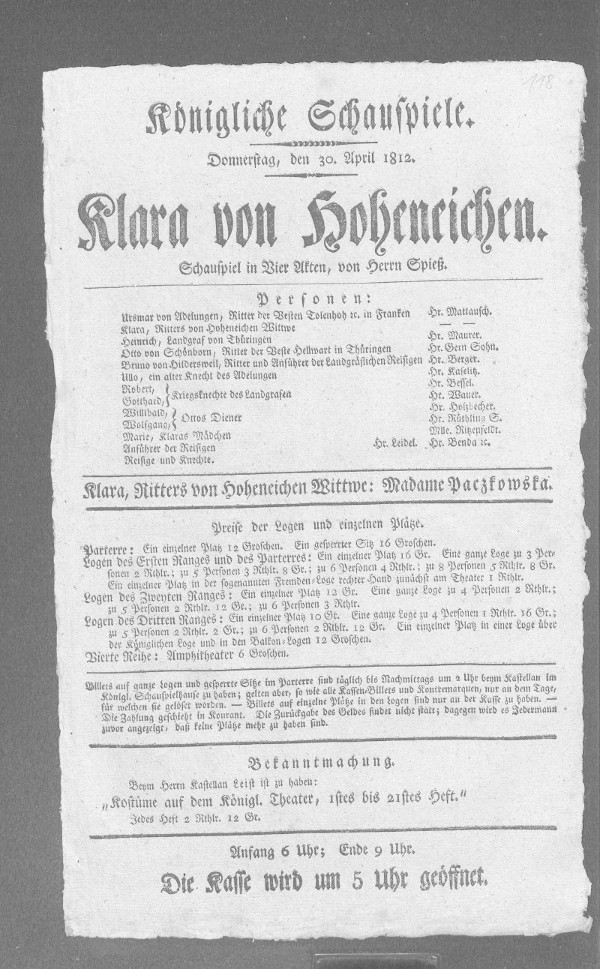 118
Königliche Schauspiele.
Donnerstag, den 30. April 1812.
Klara von Hoheneichen.
Schauspiel in Vier Akten, von Herrn Spieß.
Personen:
Ursmar von Adelungen, Ritter der Vesten Tolenhoh ꝛc. in Franken Hr. Mattausch.
Klara, Ritters von Hoheneichen Wittwe — —
Heinrich, Landgraf von Thüringen Hr. Maurer.
Otto von Schönborn, Ritter der Veste Hellwart in Thüringen Hr. Gern Sohn.
Bruno von Hilderswell, Ritter und Anführer der Landgräflichen Reisigen Hr. Berger.
Ullo, ein alter Knecht des Adelungen Hr. Kaselitz.
Robert, Hr. Bessel.
Gotthard, Kriegsknechte des Landgrafen Hr. Wauer.
Willibald, Hr. Holzbecher.
Wolfgang, Ottos Diener Hr. Rüthling S.
Marie, Klaras Mädchen Mlle. Ritzenfeldt.
Anführer der Reisigen Hr. Leidel. Hr. Benda ꝛc.
Reisige und Knechte.
Klara, Ritters von Hoheneichen Wittwe: Madame Paczkowska.
Preise der Logen und einzelnen Plätze.
Parterre: Ein einzelner Platz 12 Groschen. Ein gesperrter Sitz 16 Groschen.
Logen des Ersten Ranges und des Parterres: Ein einzelner Platz 16 Gr. Eine ganze Loge zu 3 Per-
sonen 2 Rthlr.; zu 5 Personen 3 Rthlr. 8 Gr.; zu 6 Personen 4 Rthlr.; zu 8 Personen 5 Rthlr. 8 Gr.
Ein einzelner Platz in der sogenannten Fremden-Loge rechter Hand zunächst am Theater 1 Rthlr.
Logen des Zweyten Ranges: Ein einzelner Platz 12 Gr. Eine ganze Loge zu 4 Personen 2 Rthlr.;
zu 5 Personen 2 Rthlr. 12 Gr.; zu 6 Personen 3 Rthlr.
Logen des Dritten Ranges: Ein einzelner Platz 10 Gr. Eine ganze Loge zu 4 Personen 1 Rthlr. 16 Gr.;
zu 5 Personen 2 Rthlr. 2 Gr.; zu 6 Personen 2 Rthlr. 12 Gr. Ein einzelner Platz in einer Loge über
der Königlichen Loge und in den Balkon-Logen 12 Groschen.
Vierte Reihe: Amphitheater 6 Groschen.
Billets auf ganze Logen und gesperrte Sitze im Parterre sind täglich bis Nachmittags um 2 Uhr beym Kastellan im
Königl. Schauspielhause zu haben; gelten aber, so wie alle Kassen-Billets und Kontremarquen, nur an dem Tage,
für welchen sie gelöset worden. — Billets auf einzelne Plätze in den Logen sind nur an der Kasse zu haben. —
Die Zahlung geschieht in Kourant. Die Zurückgabe des Geldes findet nicht statt; dagegen wird es Jedermann
zuvor angezeigt, daß keine Plätze mehr zu haben sind.
Bekanntmachung.
Beym Herrn Kastellan Leist ist zu haben:
„Kostüme auf dem Königl. Theater, 1stes bis 21stes Heft."
Jedes Heft 2 Rthlr. 12 Gr.
Anfang 6 Uhr; Ende 9 Uhr.
Die Kasse wird um 5 Uhr geöffnet.